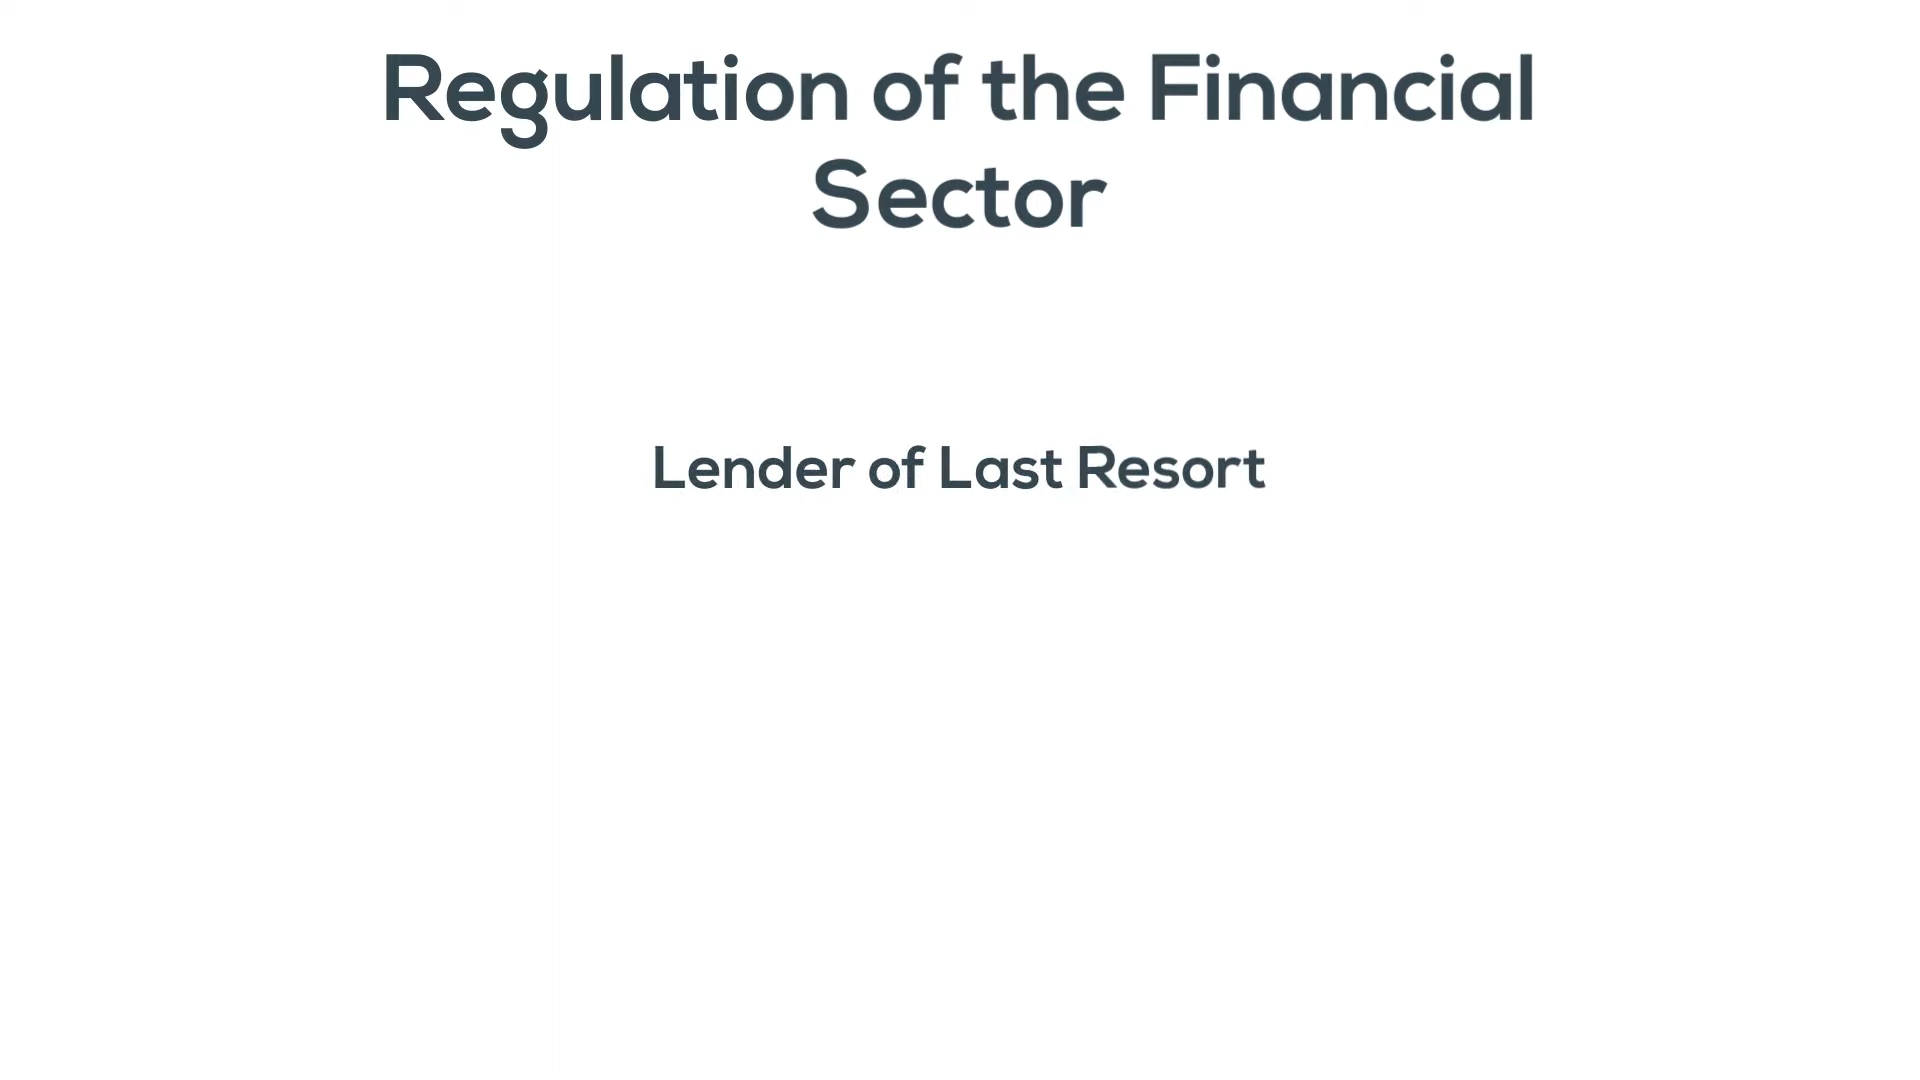 Regulation of the Financial
Sector
Lender of Last Resort